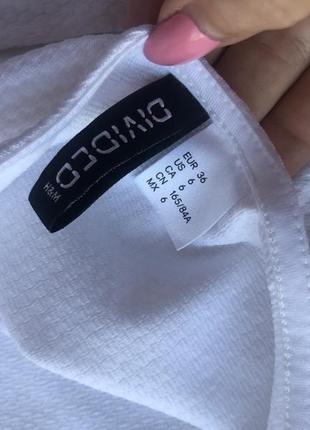 DIVIDED
H&M
EUR 36
US 6
CA 6
CN 165/84A
MX 6